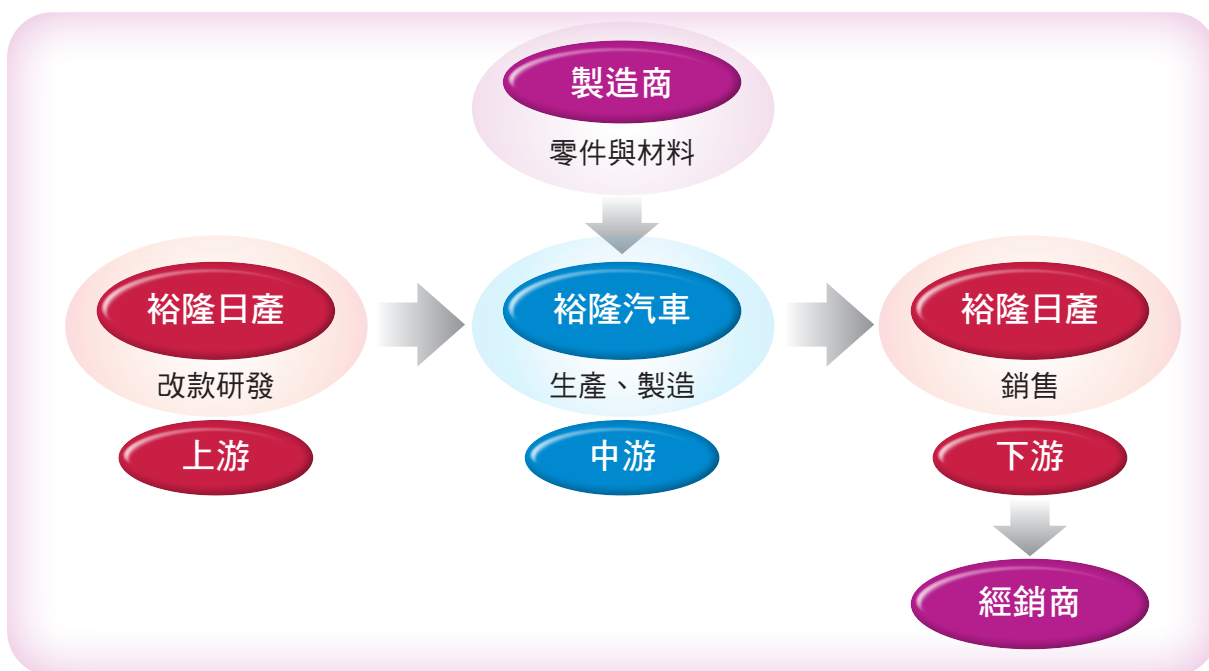 製造商
零件與材料
裕隆日產
改款研發
上游
裕隆汽車
生產、製造
中游
裕隆日產
銷售
下游
經銷商